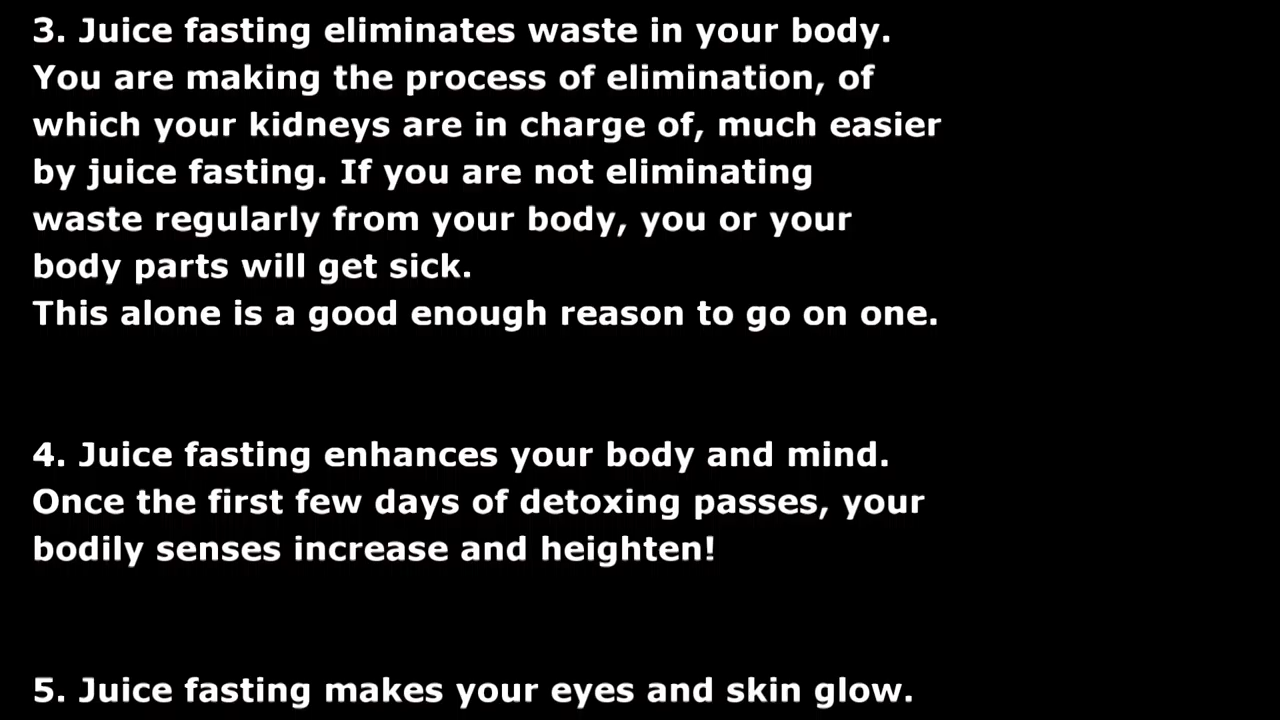 3. Juice fasting eliminates waste in your body.
You are making the process of elimination, of
which your kidneys are in charge of, much easier
by juice fasting. If you are not eliminating
waste regularly from your body, you or your
body parts will get sick.
This alone is a good enough reason to go on one.
4. Juice fasting enhances your body and mind.
Once the first few days of detoxing passes, your
bodily senses increase and heighten!
5. Juice fasting makes your eyes and skin glow.